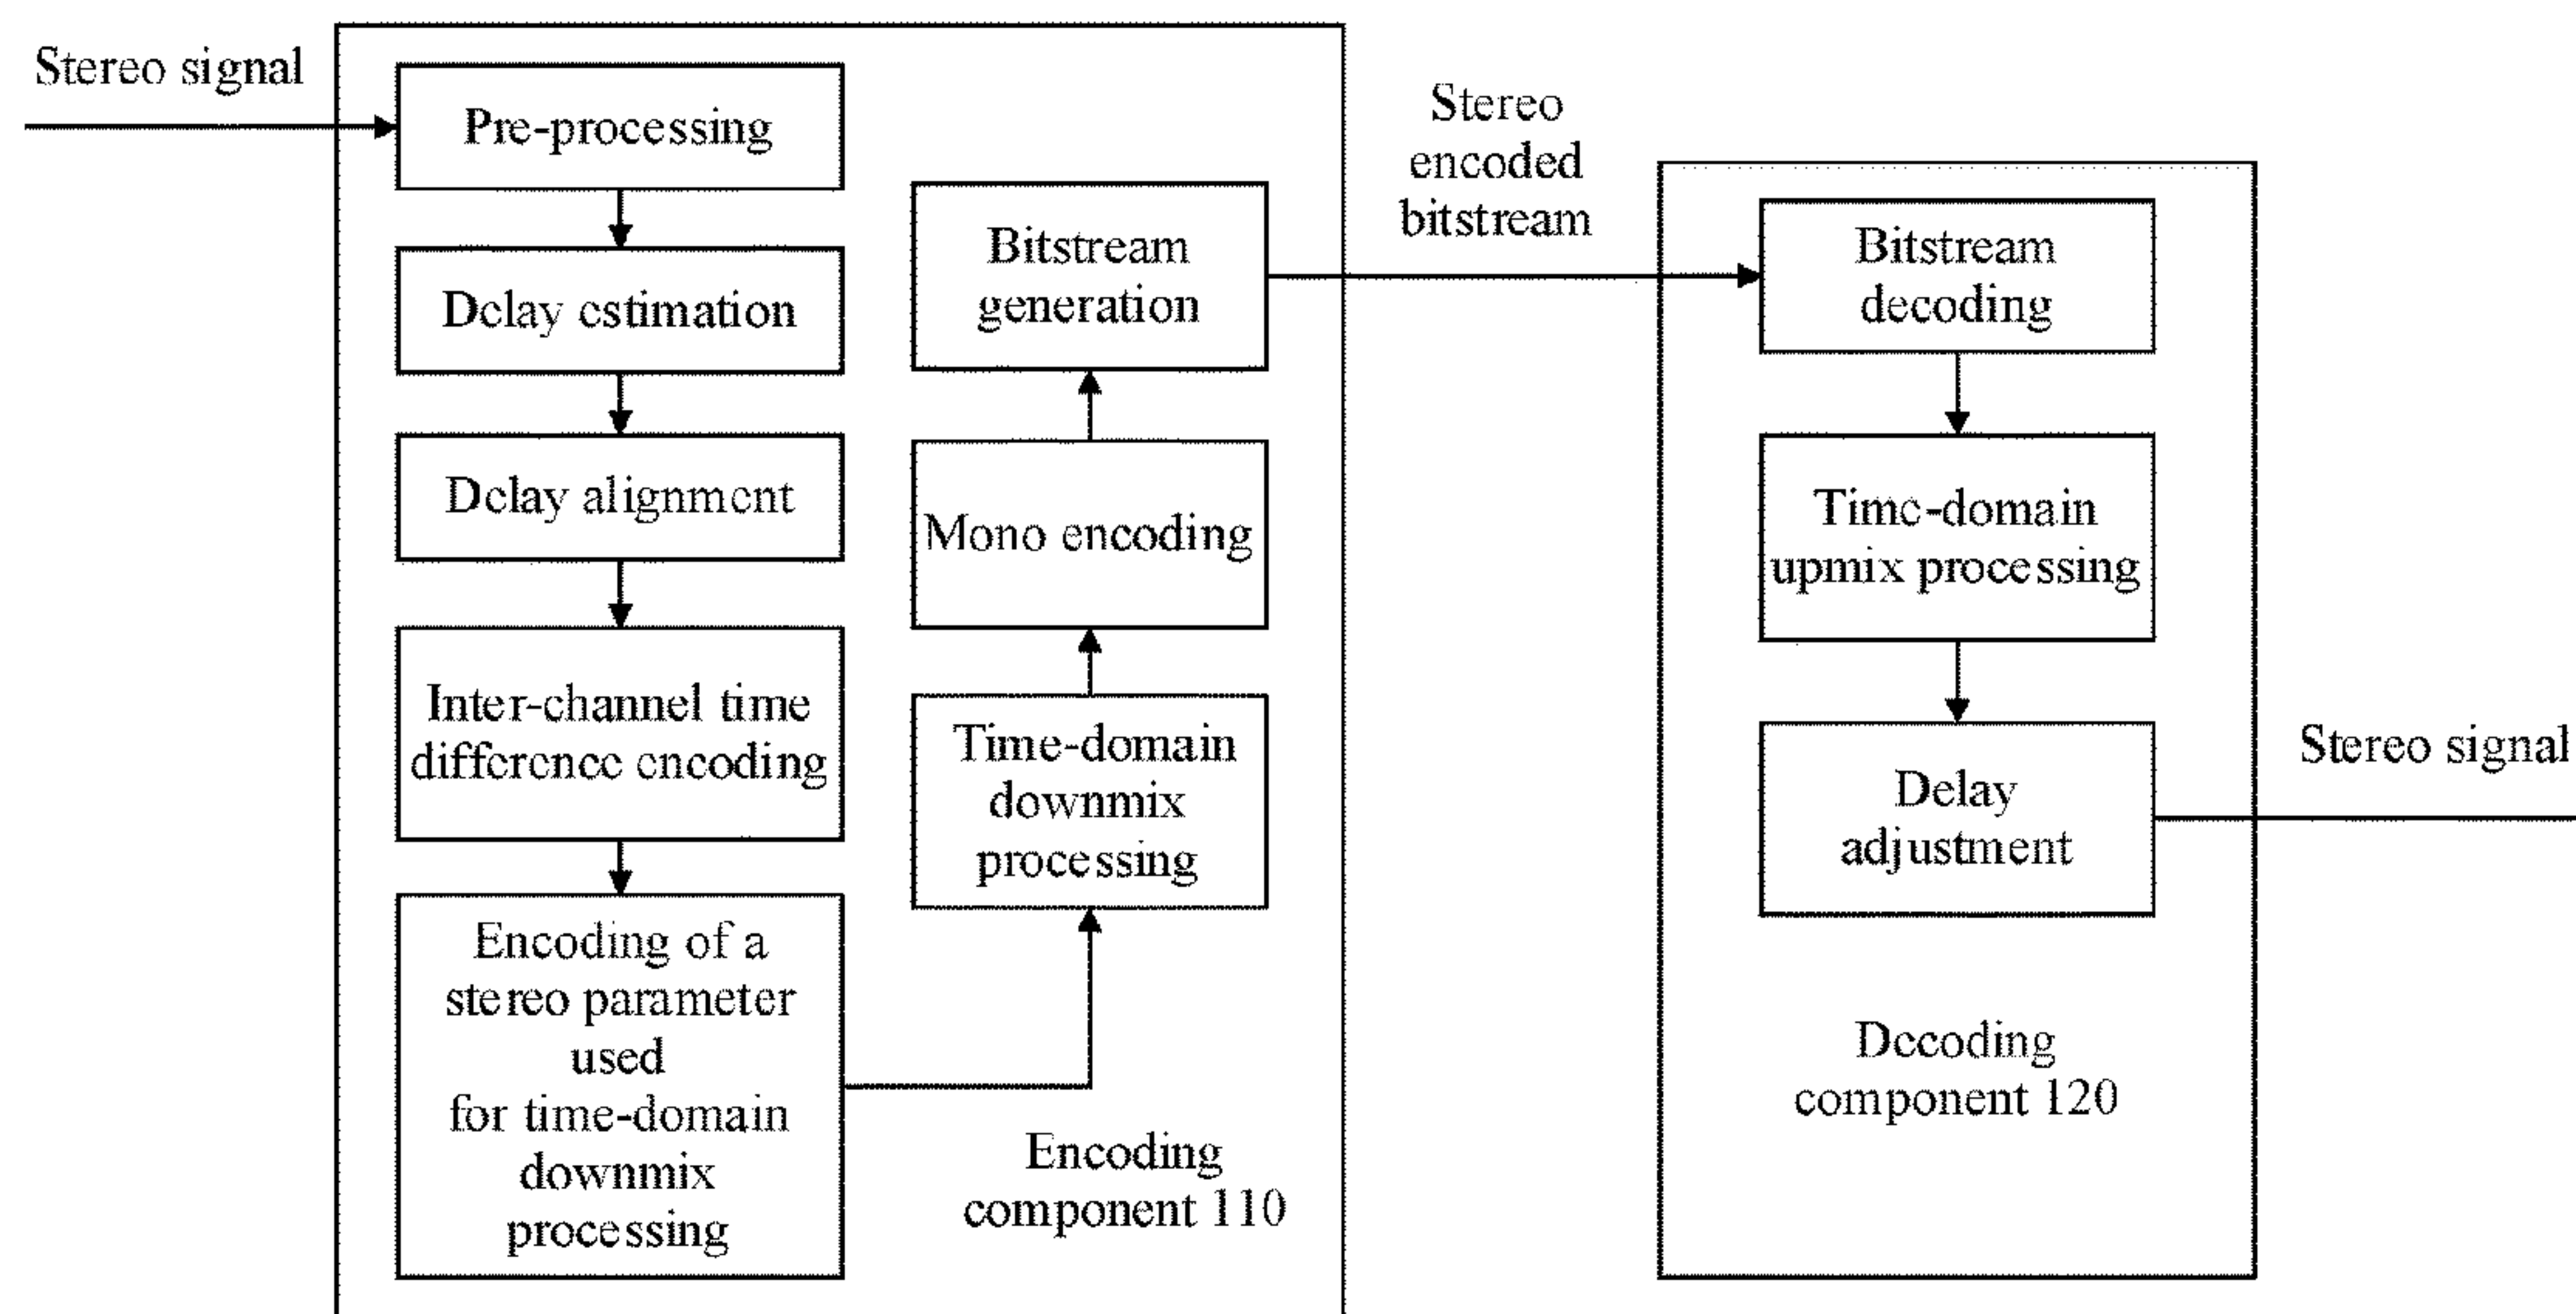 Stereo signal
Pre-processing
Delay estimation
Delay alignment
Inter-channel time
difference encoding
Encoding of a
stereo parameter
used
for time-domain
downmix
processing
Time-domain
downmix
processing
Mono encoding
Bitstream
generation
Encoding
component 110
Stereo
encoded
bitstream
Bitstream
decoding
Time-domain
upmix processing
Delay
adjustment
Decoding
component 120
Stereo signal